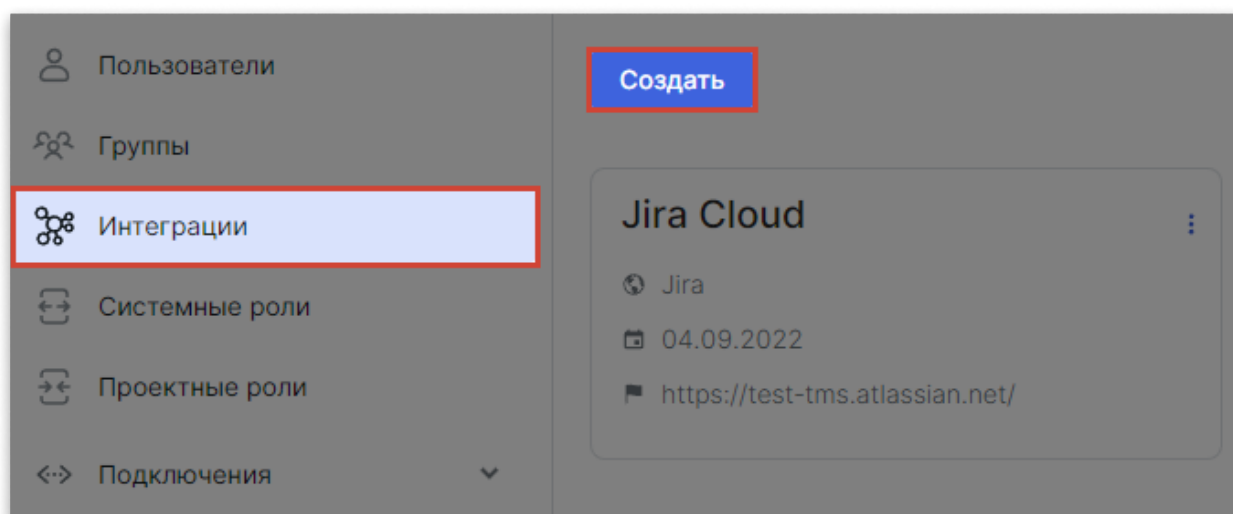 Пользователи
Группы
Интеграции
Системные роли
Проектные роли
Подключения
Создать
Jira Cloud
Jira
04.09.2022
https://test-tms.atlassian.net/